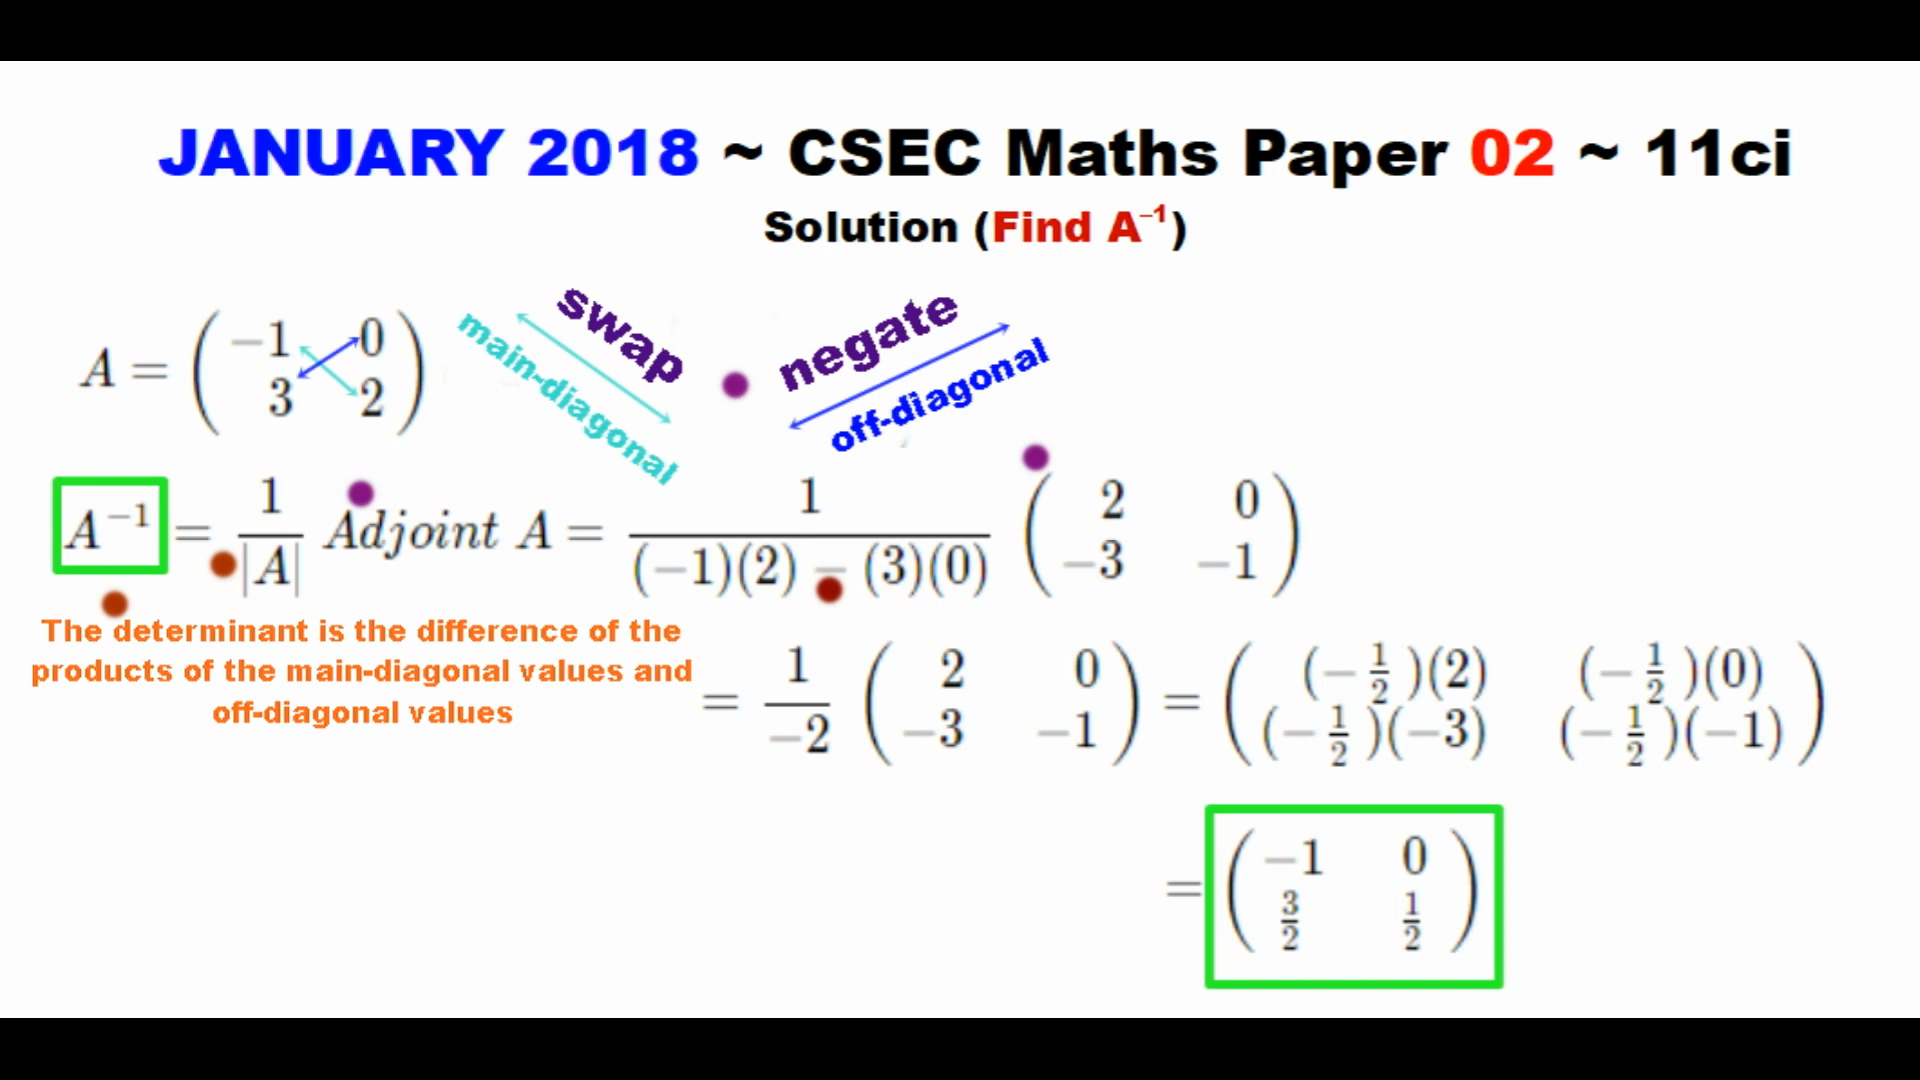 JANUARY 2018 ~ CSEC Maths Paper 02 ~ 11ci
Solution (Find A⁻¹)
swap
main-diagonal
negate
off-diagonal
A = ( −1 0
3 2 )
A⁻¹ = 1/|A| Adjoint A = 1/((−1)(2) − (3)(0)) ( 2 0
−3 −1 )
The determinant is the difference of the
products of the main-diagonal values and
off-diagonal values
= 1/−2 ( 2 0
−3 −1 ) = ( (−1/2)(2) (−1/2)(0)
(−1/2)(−3) (−1/2)(−1) )
= ( −1 0
3/2 1/2 )